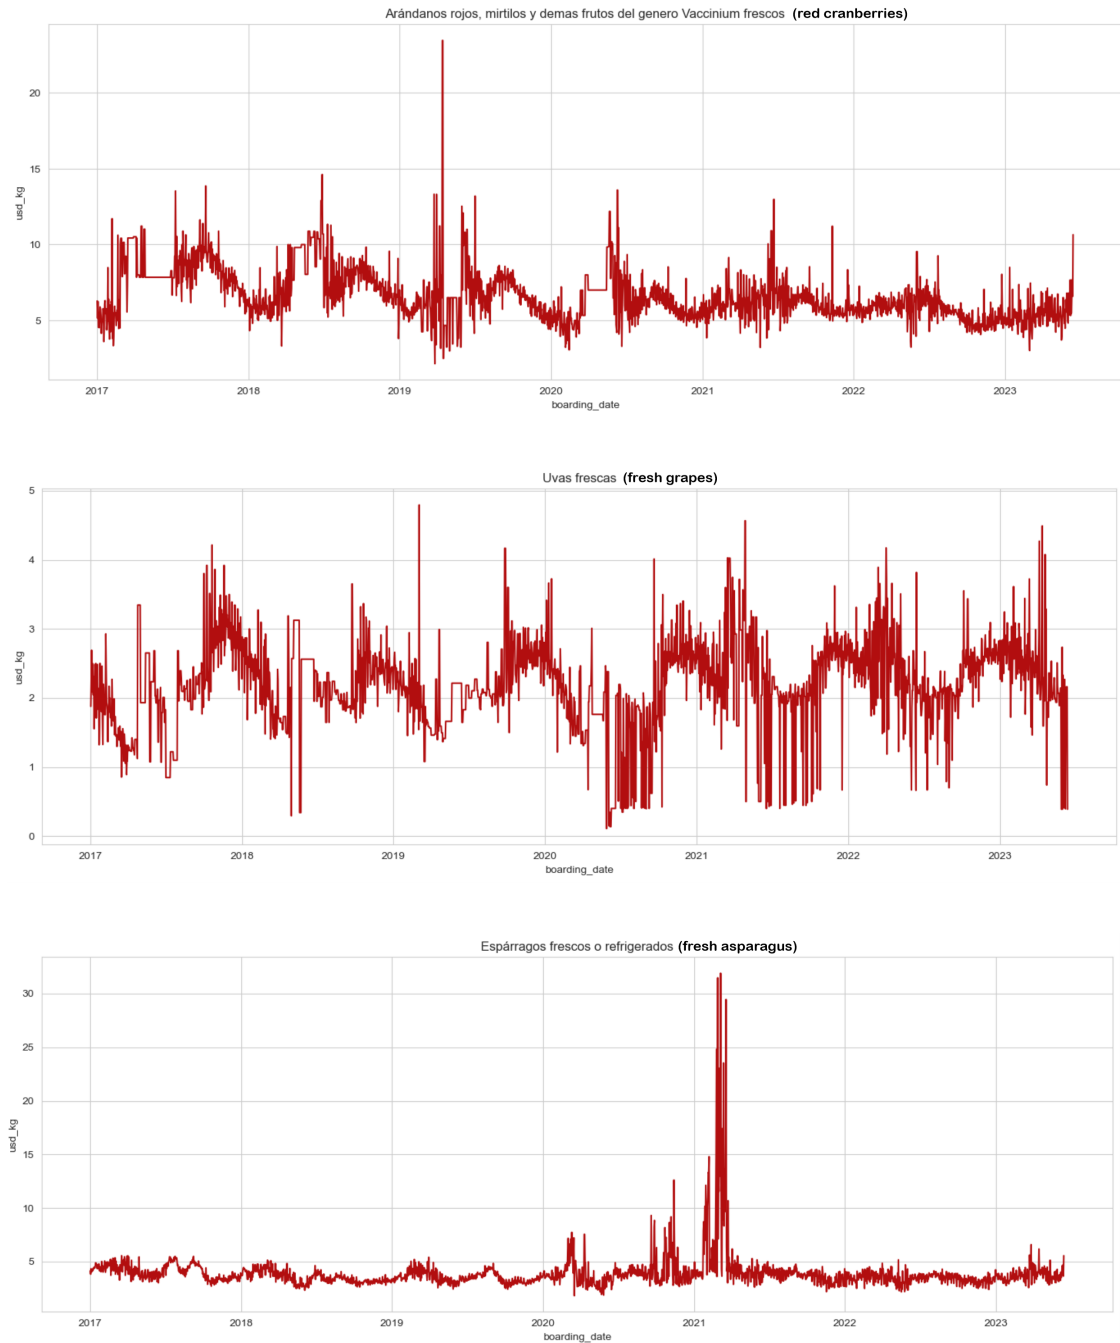 Arándanos rojos, mirtilos y demas frutos del genero Vaccinium frescos (red cranberries)
usd_kg
20
15
10
5
2017 2018 2019 2020 2021 2022 2023
boarding_date
Uvas frescas (fresh grapes)
usd_kg
5
4
3
2
1
0
2017 2018 2019 2020 2021 2022 2023
boarding_date
Espárragos frescos o refrigerados (fresh asparagus)
usd_kg
30
25
20
15
10
5
2017 2018 2019 2020 2021 2022 2023
boarding_date